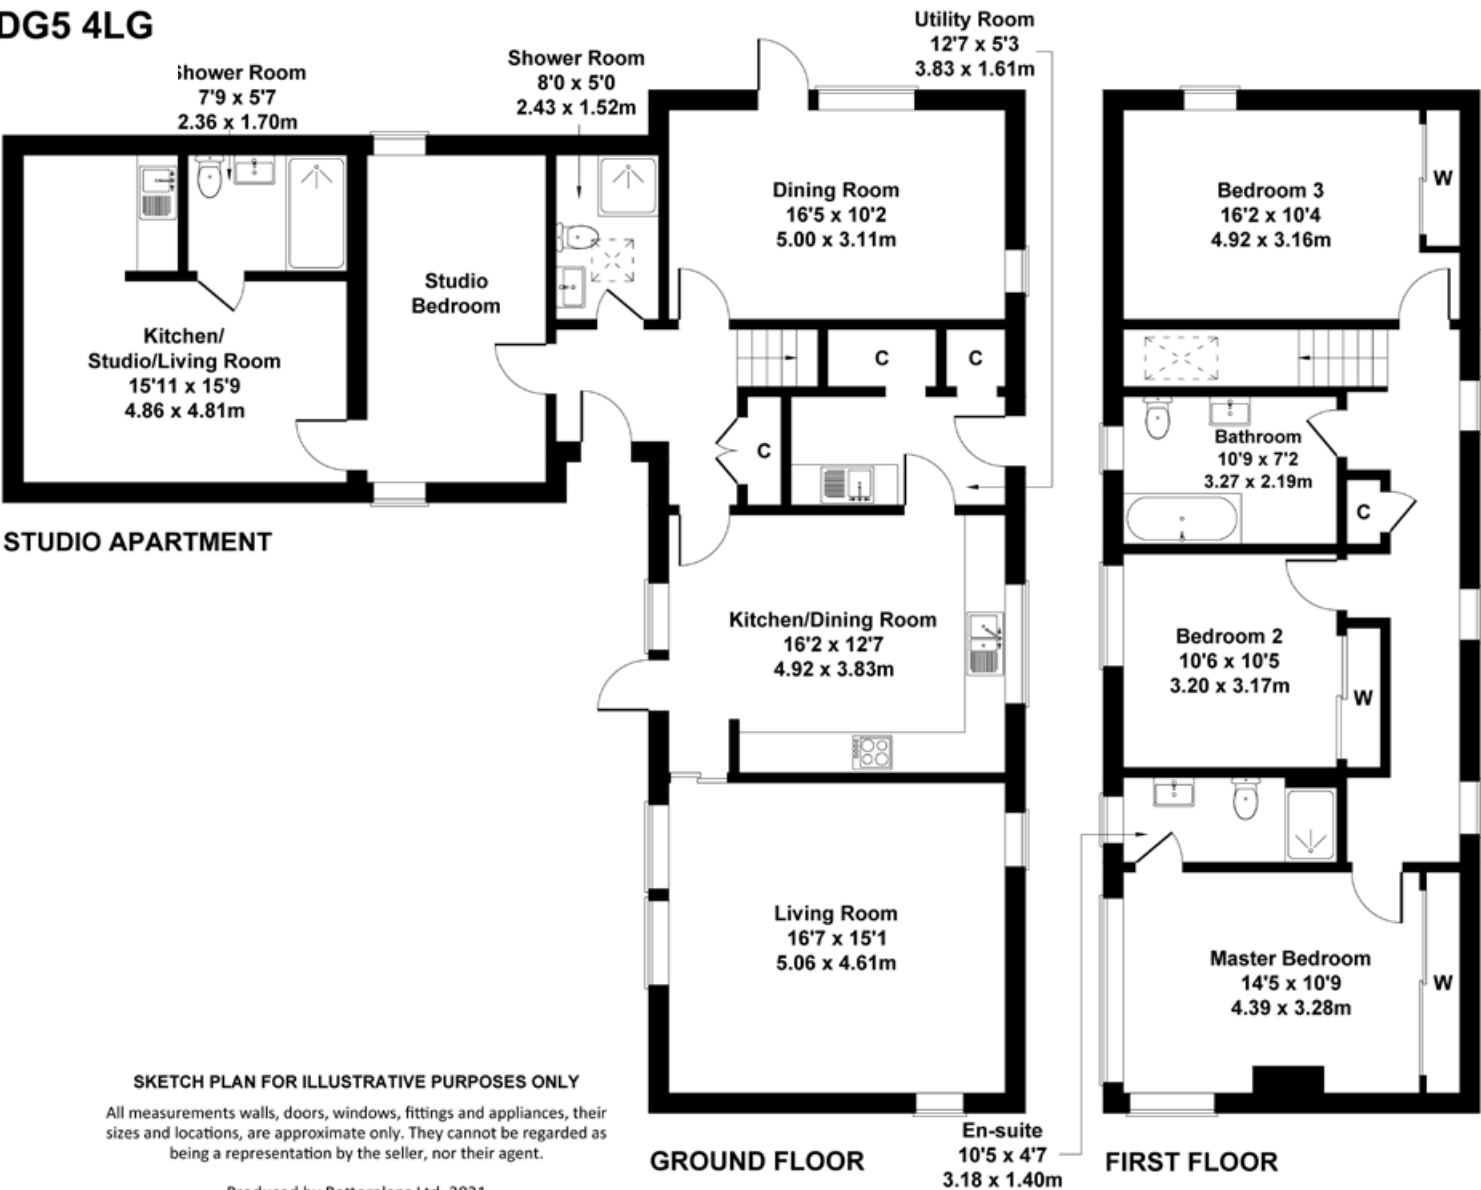 DG5 4LG
Shower Room
7'9 x 5'7
2.36 x 1.70m
Shower Room
8'0 x 5'0
2.43 x 1.52m
Utility Room
12'7 x 5'3
3.83 x 1.61m
Dining Room
16'5 x 10'2
5.00 x 3.11m
Bedroom 3
16'2 x 10'4
4.92 x 3.16m
W
Studio
Bedroom
Kitchen/
Studio/Living Room
15'11 x 15'9
4.86 x 4.81m
C
C
C
Bathroom
10'9 x 7'2
3.27 x 2.19m
C
STUDIO APARTMENT
Kitchen/Dining Room
16'2 x 12'7
4.92 x 3.83m
Bedroom 2
10'6 x 10'5
3.20 x 3.17m
W
Living Room
16'7 x 15'1
5.06 x 4.61m
Master Bedroom
14'5 x 10'9
4.39 x 3.28m
W
SKETCH PLAN FOR ILLUSTRATIVE PURPOSES ONLY
All measurements walls, doors, windows, fittings and appliances, their
sizes and locations, are approximate only. They cannot be regarded as
being a representation by the seller, nor their agent.
Produced by Potterplans Ltd. 2021
GROUND FLOOR
En-suite
10'5 x 4'7
3.18 x 1.40m
FIRST FLOOR